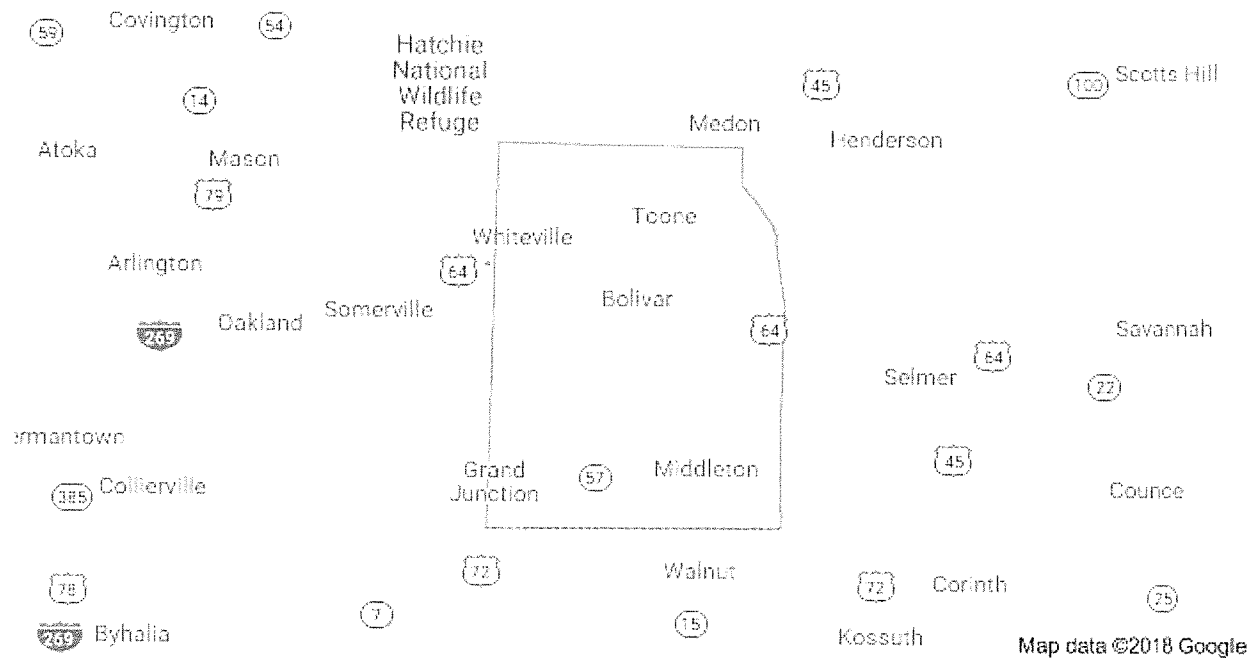 Covington
59
54
Hatchie
National
Wildlife
Refuge
45
100
Scotts Hill
14
Medon
Henderson
Atoka
Mason
79
Toone
Whiteville
Arlington
64
Bolivar
Somerville
Oakland
269
64
Savannah
64
Selmer
22
ermantown
Grand
Junction
57
Middleton
45
385
Collierville
Counce
72
Walnut
78
72
Corinth
25
7
15
269
Byhalia
Kossuth
Map data ©2018 Google